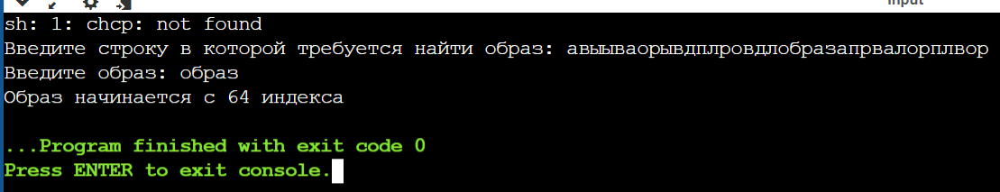 input
sh: 1: chcp: not found
Введите строку в которой требуется найти образ: авыываорывдплровдлобразапрвалорплвор
Введите образ: образ
Образ начинается с 64 индекса
...Program finished with exit code 0
Press ENTER to exit console.